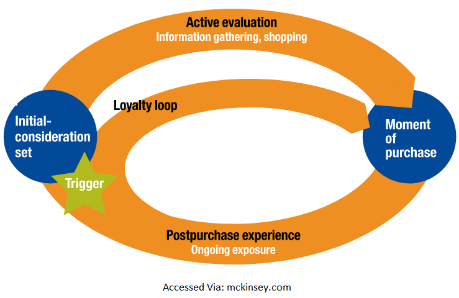 Active evaluation
Information gathering, shopping
Loyalty loop
Initial-
consideration
set
Moment
of
purchase
Trigger
Postpurchase experience
Ongoing exposure
Accessed Via: mckinsey.com